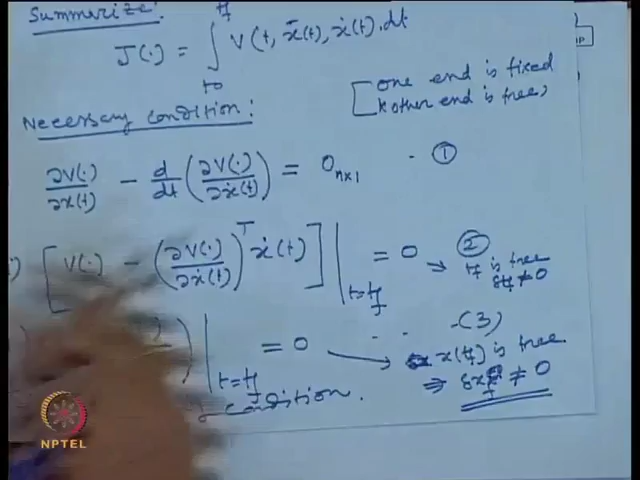 Summarize:
J(·) = ∫_{t0}^{tf} V(t, x(t), ẋ(t)).dt
[one end is fixed
& other end is free]
Necessary condition:
∂V(·)/∂x(t) − d/dt (∂V(·)/∂ẋ(t)) = 0_{n×1} - ①
[V(·) − (∂V(·)/∂ẋ(t))^T ẋ(t)]|_{t=tf} = 0 → ②
tf is free
δtf ≠ 0
)|_{t=tf} = 0 - - -(3)
→ x(tf) is free
⇒ δxf ≠ 0
condition.
NPTEL